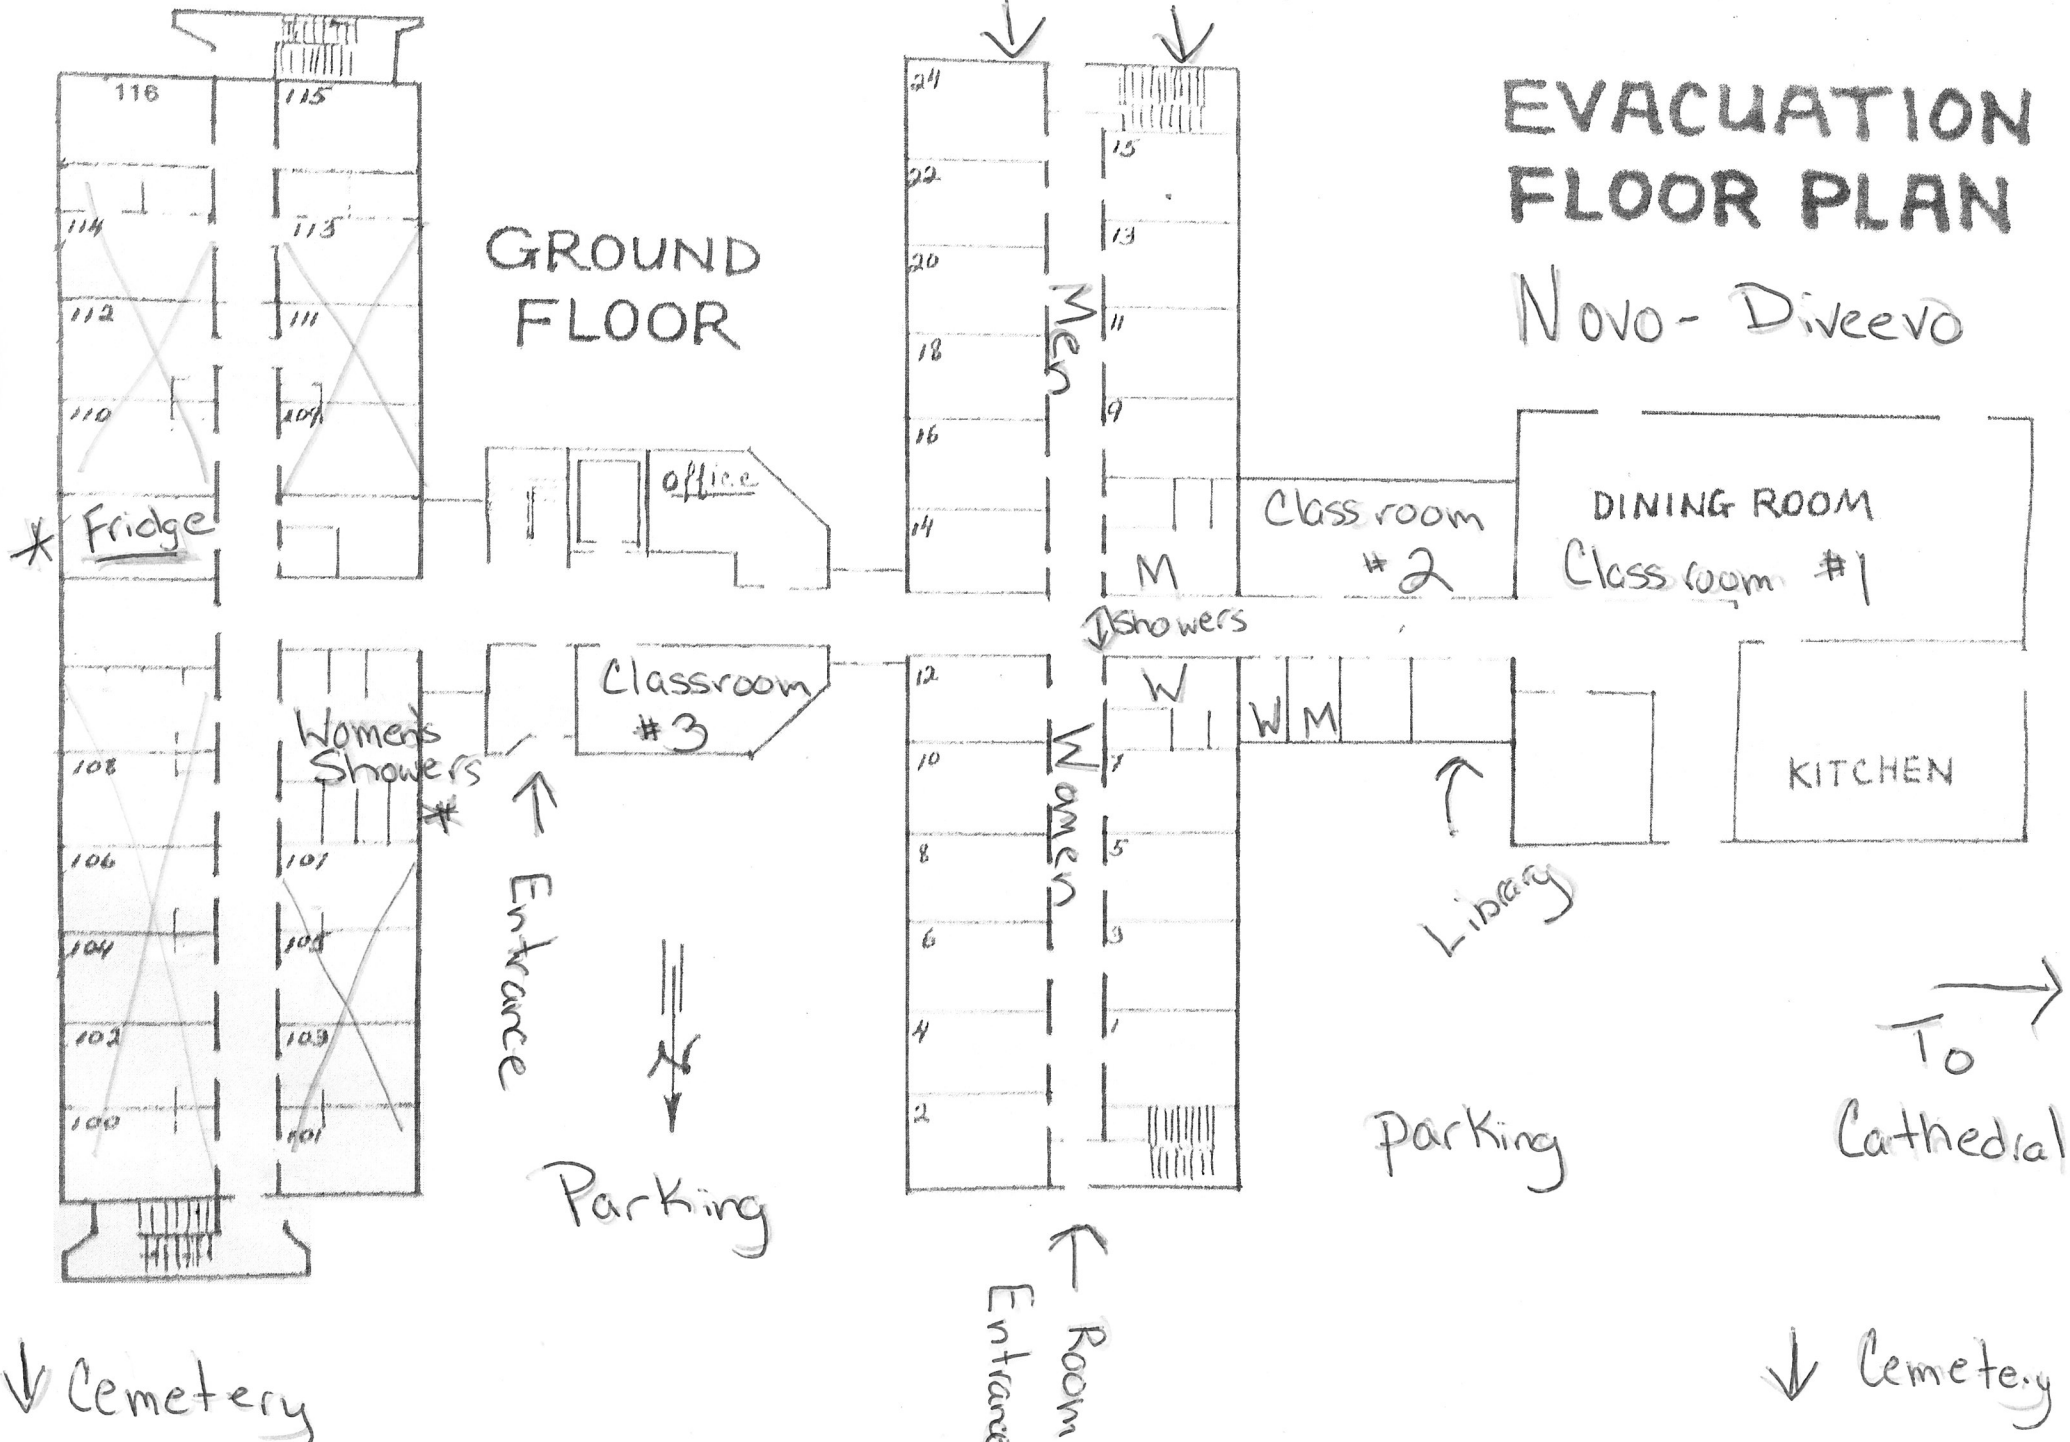 EVACUATION
FLOOR PLAN
Novo- Diveevo
GROUND
FLOOR
116
115
114
113
112
111
110
109
* Fridge
office
Classroom
#3
Women's
Showers
*
108
107
106
105
104
103
102
101
100
Entrance
N
Parking
↓ Cemetery
24
22
20
18
16
14
15
13
11
9
Men
M
Showers
W
Women
12
10
8
6
4
2
7
5
3
1
Room
Entrance
Classroom
#2
W
M
Library
DINING ROOM
Classroom #1
KITCHEN
Parking
→
To
Cathedral
↓ Cemetery